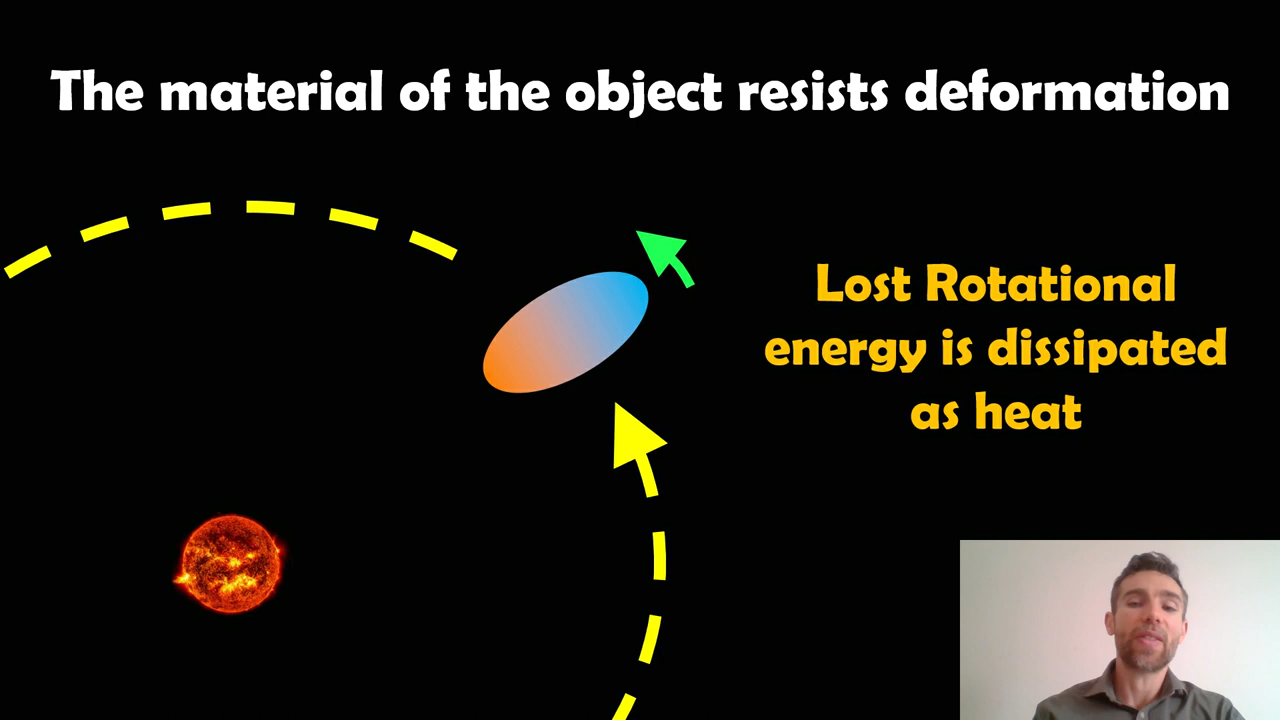 The material of the object resists deformation
Lost Rotational
energy is dissipated
as heat